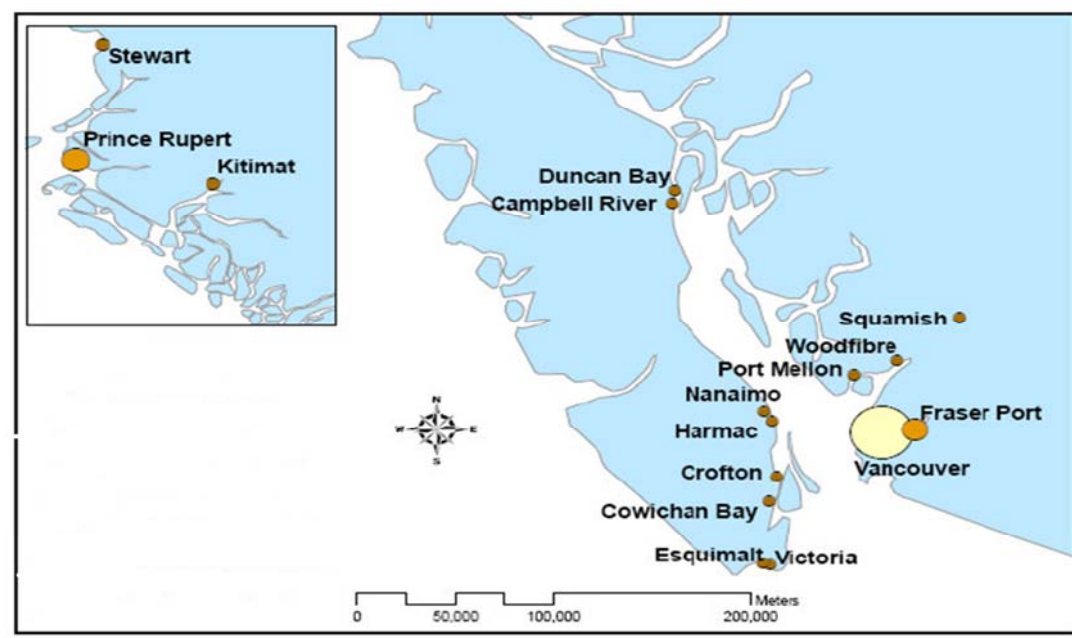 Stewart
Prince Rupert
Kitimat
Duncan Bay
Campbell River
Squamish
Woodfibre
Port Mellon
Nanaimo
Fraser Port
Harmac
Vancouver
Crofton
Cowichan Bay
Esquimalt Victoria
N
W E
S
Meters
0 50,000 100,000 200,000